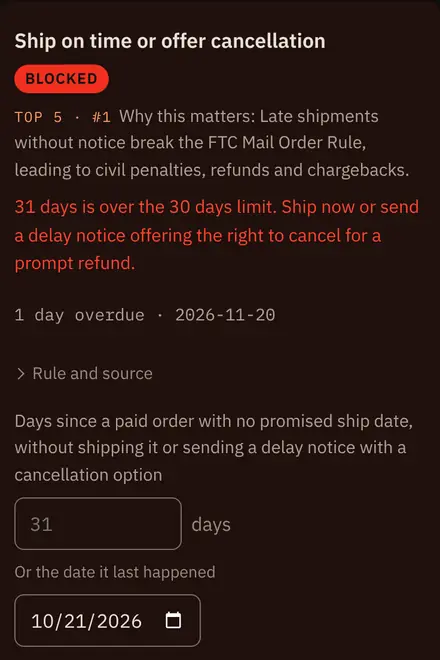 Ship on time or offer cancellation
BLOCKED
TOP 5 · #1 Why this matters: Late shipments
without notice break the FTC Mail Order Rule,
leading to civil penalties, refunds and chargebacks.
31 days is over the 30 days limit. Ship now or send
a delay notice offering the right to cancel for a
prompt refund.
1 day overdue · 2026-11-20
> Rule and source
Days since a paid order with no promised ship date,
without shipping it or sending a delay notice with a
cancellation option
31 days
Or the date it last happened
10/21/2026